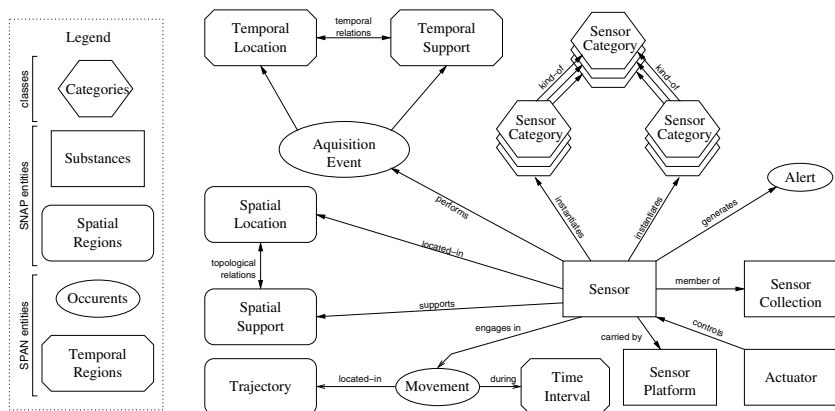 Legend
classes
Categories
SNAP entities
Substances
Spatial
Regions
SPAN entities
Occurents
Temporal
Regions
Temporal
Location
temporal
relations
Temporal
Support
Sensor
Category
kind-of
kind-of
Sensor
Category
Sensor
Category
Aquisition
Event
performs
instantiates
instantiates
generates
Alert
Spatial
Location
located-in
topological
relations
Spatial
Support
supports
Sensor
member of
Sensor
Collection
engages in
carried by
controls
Trajectory
located-in
Movement
during
Time
Interval
Sensor
Platform
Actuator